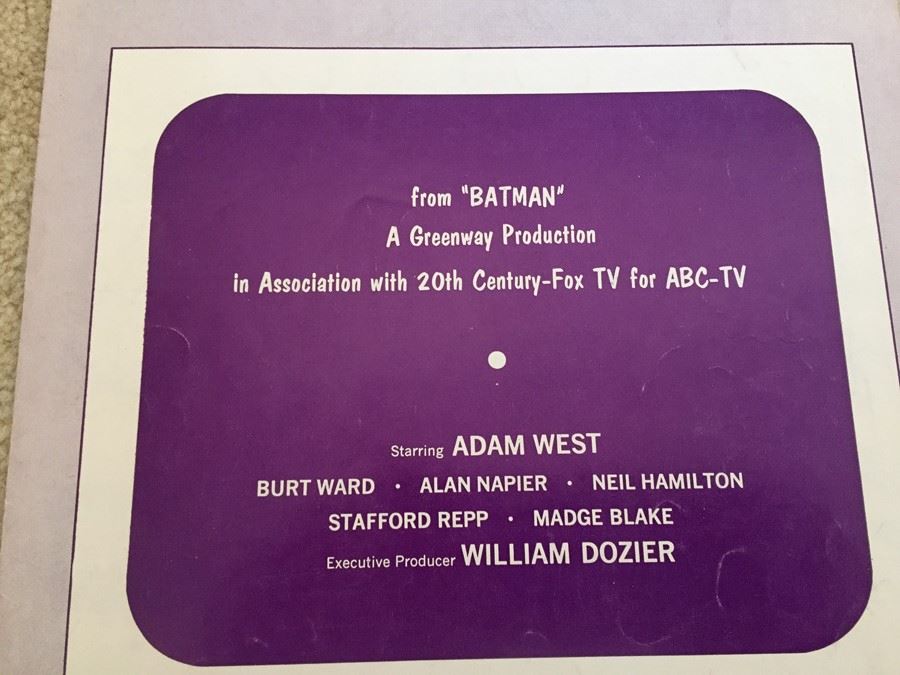 from "BATMAN"
A Greenway Production
in Association with 20th Century-Fox TV for ABC-TV
Starring ADAM WEST
BURT WARD • ALAN NAPIER • NEIL HAMILTON
STAFFORD REPP • MADGE BLAKE
Executive Producer WILLIAM DOZIER